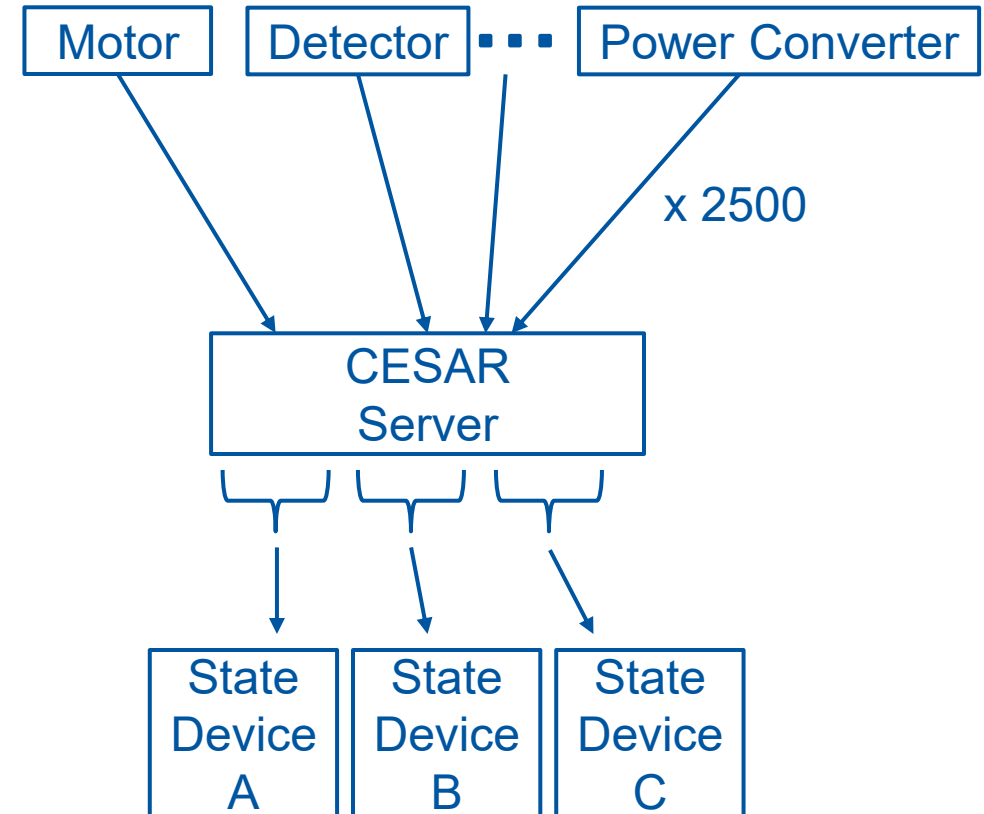 Motor
Detector
Power Converter
x 2500
CESAR
Server
State
Device
A
State
Device
B
State
Device
C